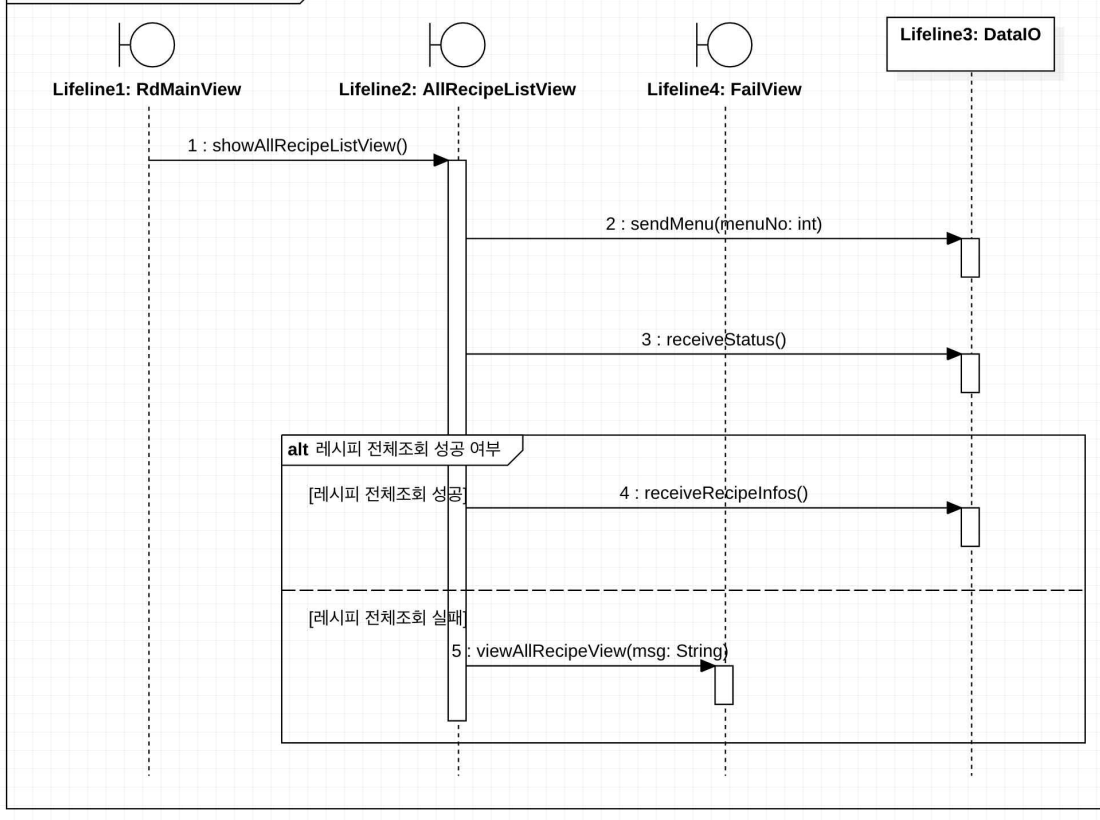 Lifeline3: DataIO
Lifeline1: RdMainView
Lifeline2: AllRecipeListView
Lifeline4: FailView
1 : showAllRecipeListView()
2 : sendMenu(menuNo: int)
3 : receiveStatus()
alt 레시피 전체조회 성공 여부
[레시피 전체조회 성공]
4 : receiveRecipeInfos()
[레시피 전체조회 실패]
5 : viewAllRecipeView(msg: String)